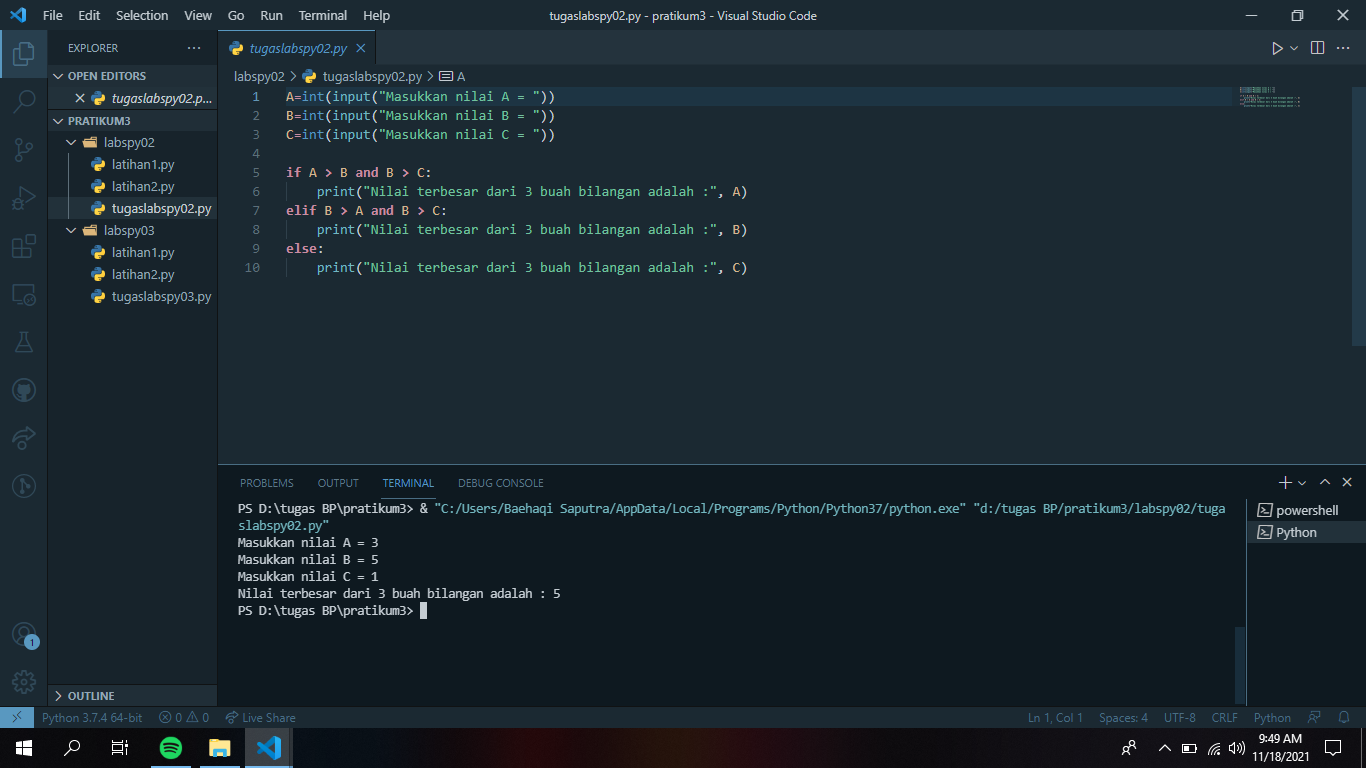 File Edit Selection View Go Run Terminal Help
tugaslabspy02.py - pratikum3 - Visual Studio Code
EXPLORER
OPEN EDITORS
tugaslabspy02.p...
PRATIKUM3
labspy02
latihan1.py
latihan2.py
tugaslabspy02.py
labspy03
latihan1.py
latihan2.py
tugaslabspy03.py
OUTLINE
tugaslabspy02.py
labspy02 > tugaslabspy02.py > A
1 A=int(input("Masukkan nilai A = "))
2 B=int(input("Masukkan nilai B = "))
3 C=int(input("Masukkan nilai C = "))
4
5 if A > B and B > C:
6 print("Nilai terbesar dari 3 buah bilangan adalah :", A)
7 elif B > A and B > C:
8 print("Nilai terbesar dari 3 buah bilangan adalah :", B)
9 else:
10 print("Nilai terbesar dari 3 buah bilangan adalah :", C)
PROBLEMS OUTPUT TERMINAL DEBUG CONSOLE
PS D:\tugas BP\pratikum3> & "C:/Users/Baehaqi Saputra/AppData/Local/Programs/Python/Python37/python.exe" "d:/tugas BP/pratikum3/labspy02/tuga
slabspy02.py"
Masukkan nilai A = 3
Masukkan nilai B = 5
Masukkan nilai C = 1
Nilai terbesar dari 3 buah bilangan adalah : 5
PS D:\tugas BP\pratikum3>
powershell
Python
1
Python 3.7.4 64-bit 0 0 Live Share
Ln 1, Col 1 Spaces: 4 UTF-8 CRLF Python
9:49 AM
11/18/2021